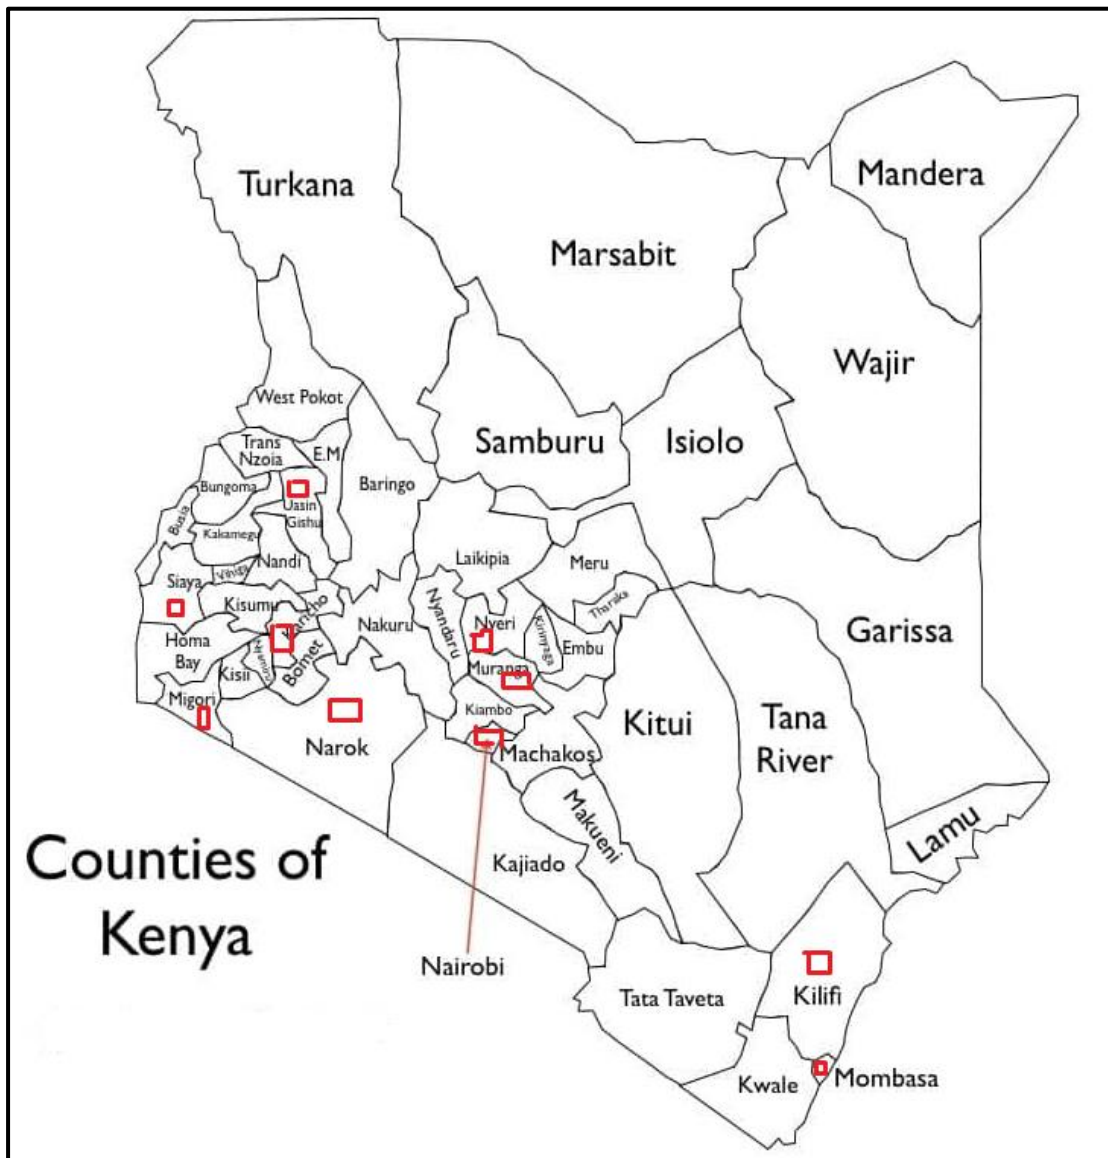 Turkana
Mandera
Marsabit
Wajir
West Pokot
Samburu
Isiolo
Trans
Nzoia
E.M
Baringo
Bungoma
Uasin
Gishu
Busia
Kakamegu
Laikipia
Nandi
Meru
Vihiga
Siaya
Tharaka
Kisumu
Kericho
Nyandaru
Nyeri
Kirinyaga
Garissa
Homa
Bay
Nakuru
Embu
Kisii
Bomet
Muranga
Migori
Kiambo
Kitui
Tana
River
Narok
Machakos
Makueni
Lamu
Counties of
Kenya
Kajiado
Nairobi
Kilifi
Tata Taveta
Kwale
Mombasa